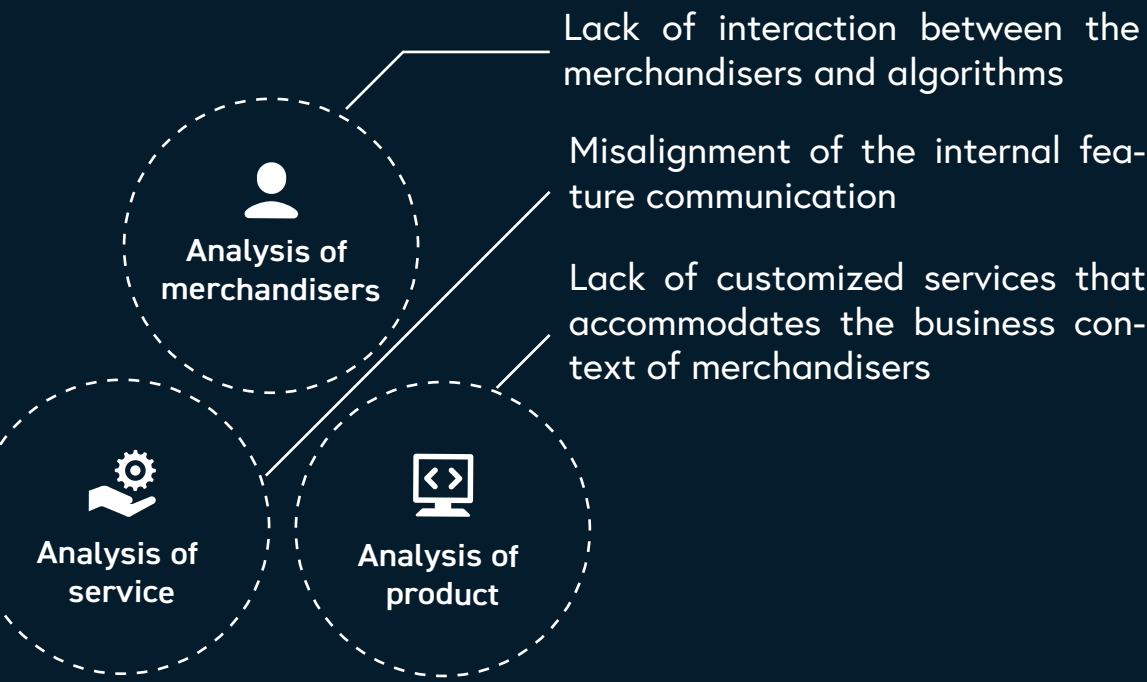 Lack of interaction between the
merchandisers and algorithms
Misalignment of the internal fea-
ture communication
Lack of customized services that
accommodates the business con-
text of merchandisers
Analysis of
merchandisers
Analysis of
service
Analysis of
product